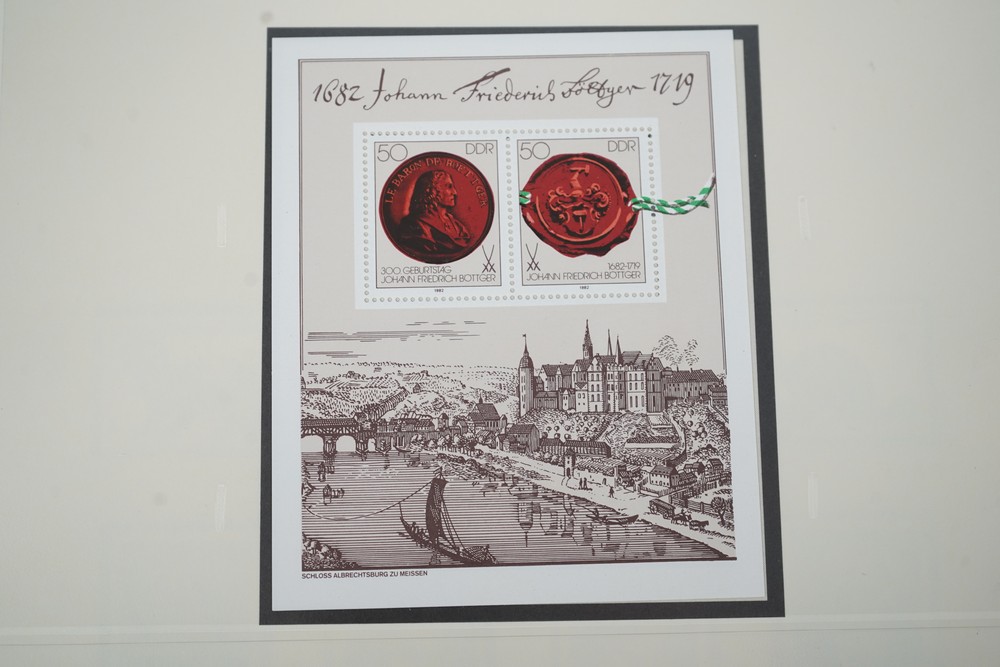 1682 Johann Friederich Böttger 1719
50 DDR
LE BARON DE BOETTGER
300. GEBURTSTAG
JOHANN FRIEDRICH BÖTTGER
1982
50 DDR
1682-1719
JOHANN FRIEDRICH BÖTTGER
1982
SCHLOSS ALBRECHTSBURG ZU MEISSEN